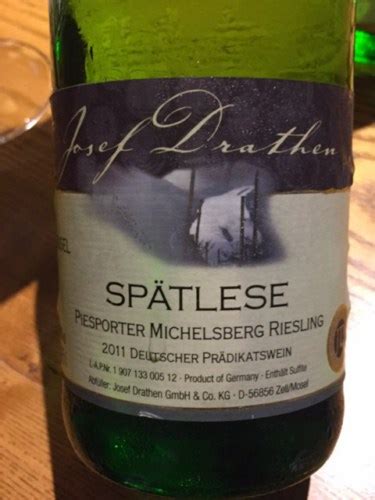 Josef Drathen
SPÄTLESE
PIESPORTER MICHELSBERG RIESLING
2011 DEUTSCHER PRÄDIKATSWEIN
L-A.P.Nr. 1 907 133 005 12 · Product of Germany · Enthält Sulfite
Abfüller: Josef Drathen GmbH & Co. KG · D-56856 Zell/Mosel